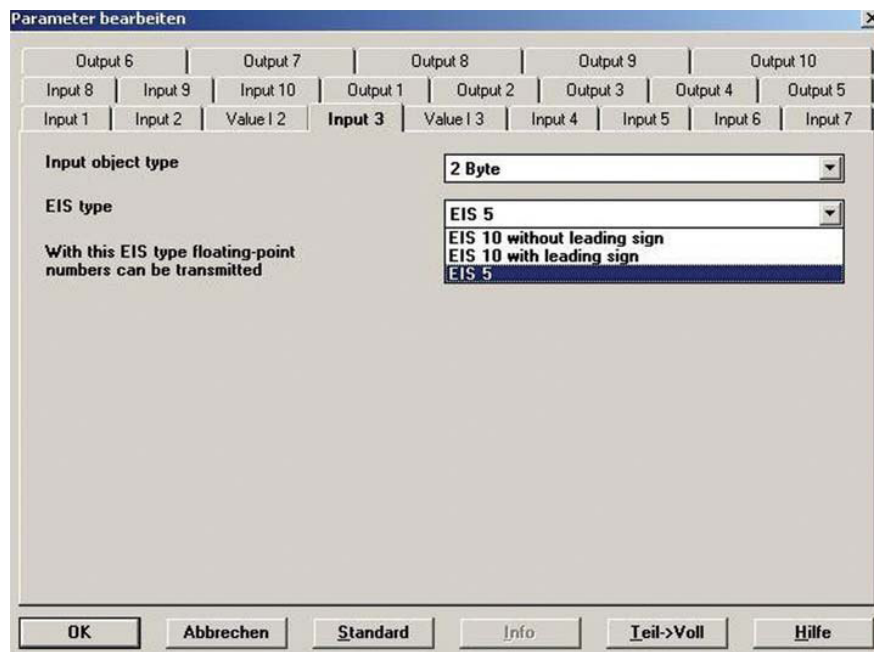 Parameter bearbeiten
Output 6 Output 7 Output 8 Output 9 Output 10
Input 8 Input 9 Input 10 Output 1 Output 2 Output 3 Output 4 Output 5
Input 1 Input 2 Value I 2 Input 3 Value I 3 Input 4 Input 5 Input 6 Input 7
Input object type 2 Byte
EIS type EIS 5
EIS 10 without leading sign
With this EIS type floating-point EIS 10 with leading sign
numbers can be transmitted EIS 5
OK Abbrechen Standard Info Teil->Voll Hilfe